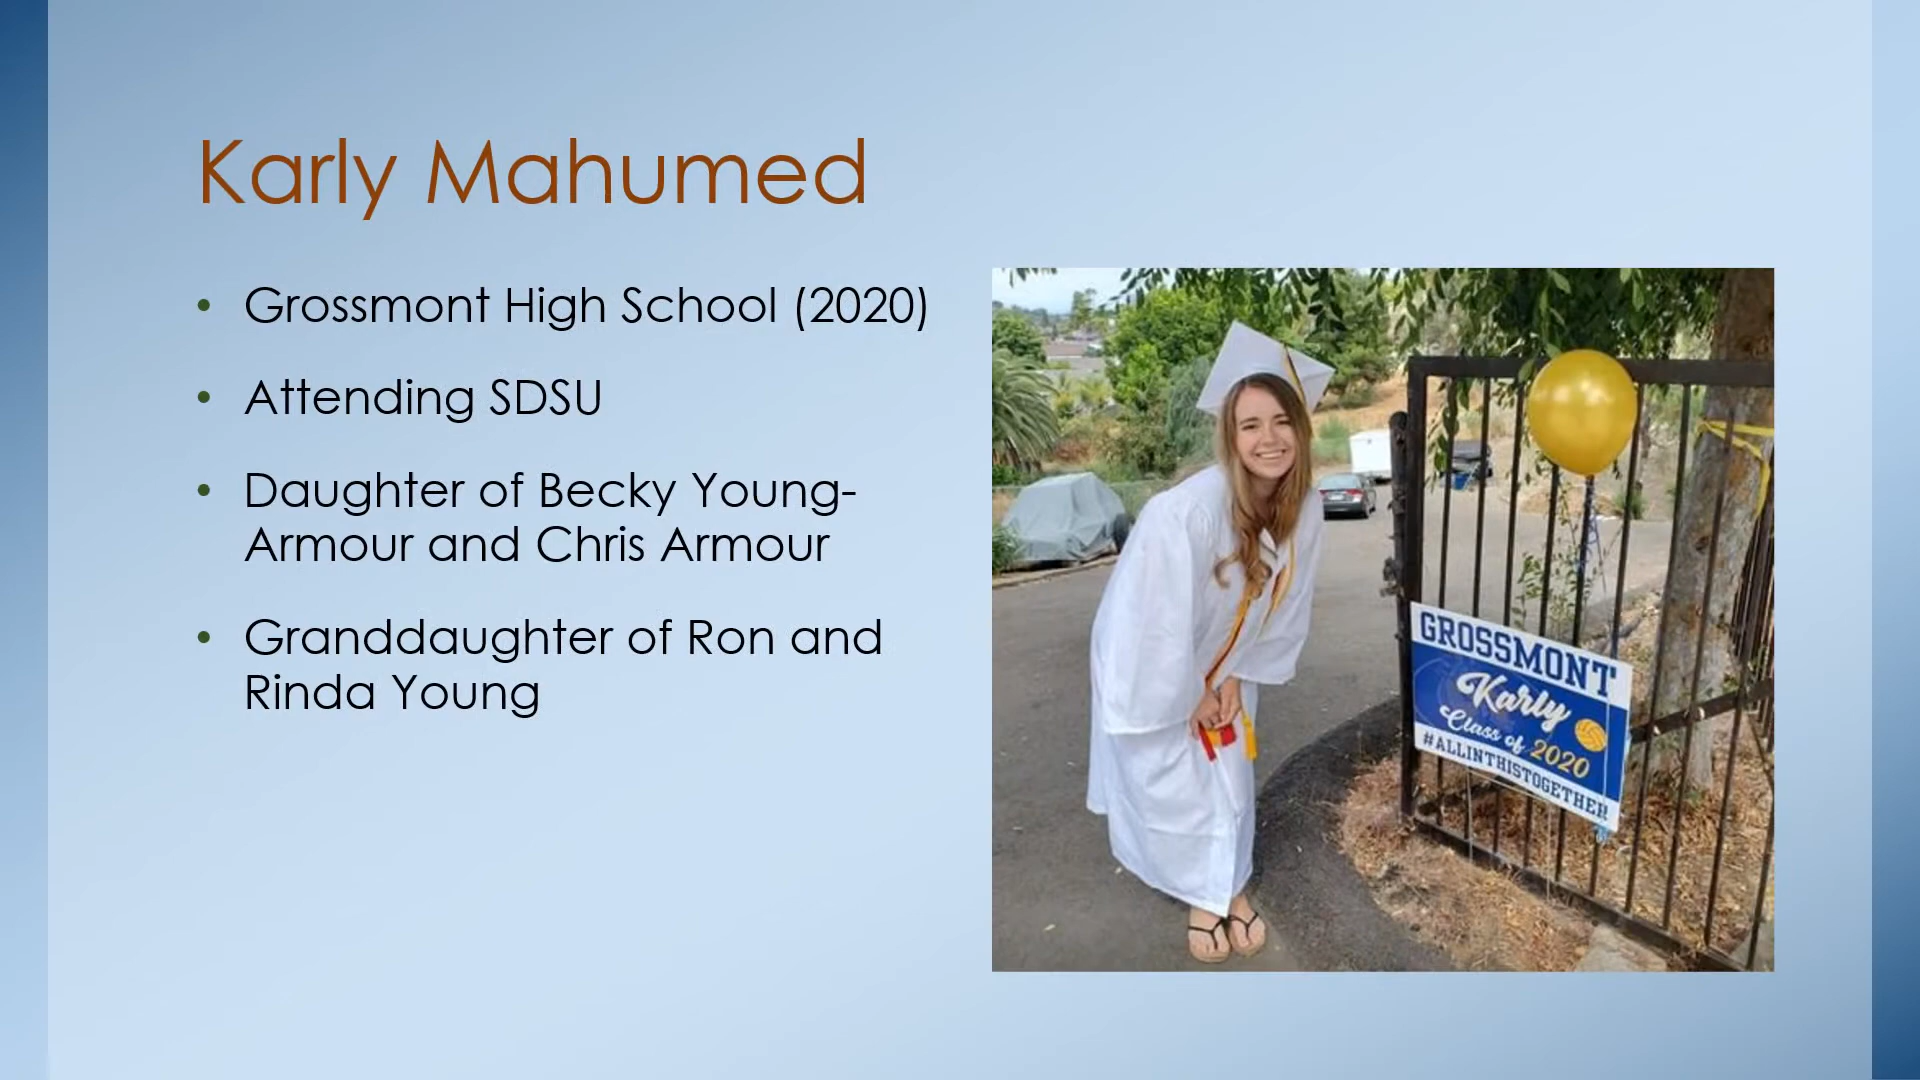 Karly Mahumed
• Grossmont High School (2020)
• Attending SDSU
• Daughter of Becky Young-
Armour and Chris Armour
• Granddaughter of Ron and
Rinda Young
GROSSMONT
Karly
Class of 2020
#ALLINTHISTOGETHER